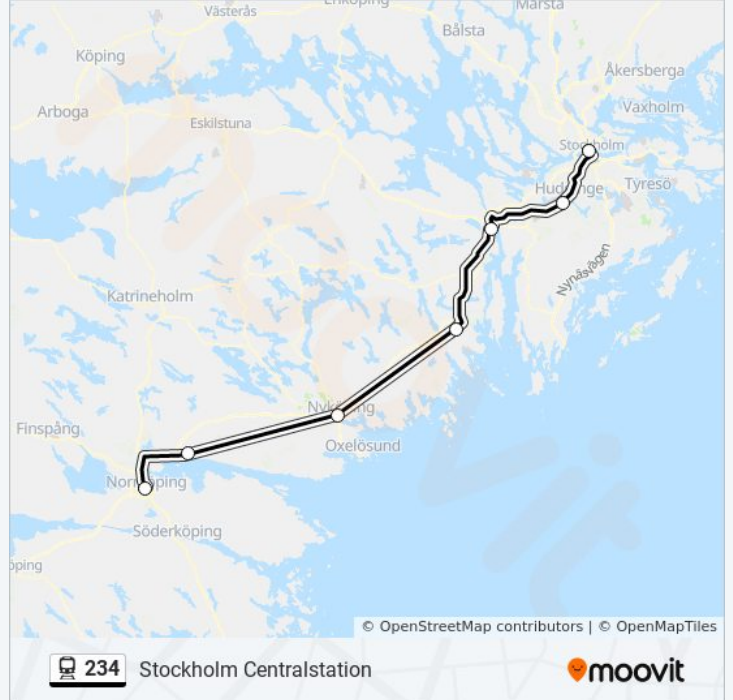 Västerås
Enköping
Märsta
Bålsta
Köping
Åkersberga
Arboga
Vaxholm
Eskilstuna
Stockholm
Huddinge
Tyresö
Nynäsvägen
Katrineholm
Nyköping
Finspång
Oxelösund
Norrköping
Söderköping
öping
© OpenStreetMap contributors | © OpenMapTiles
234 Stockholm Centralstation
moovit